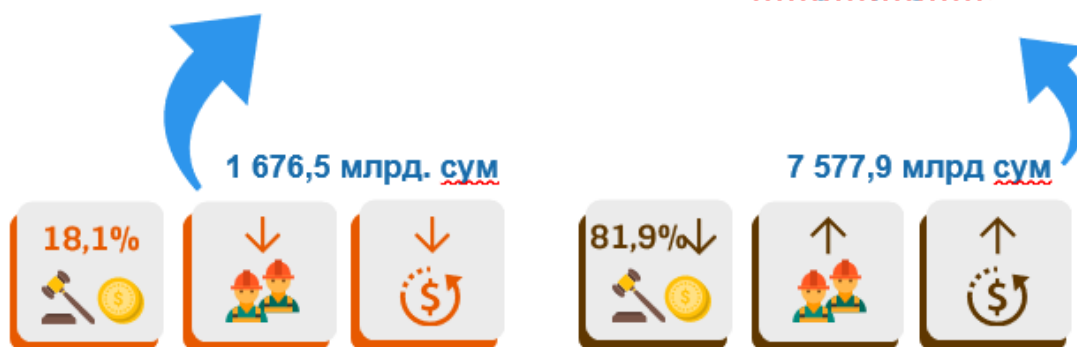 1 676,5 млрд. сум
7 577,9 млрд сум
18,1%
81,9%